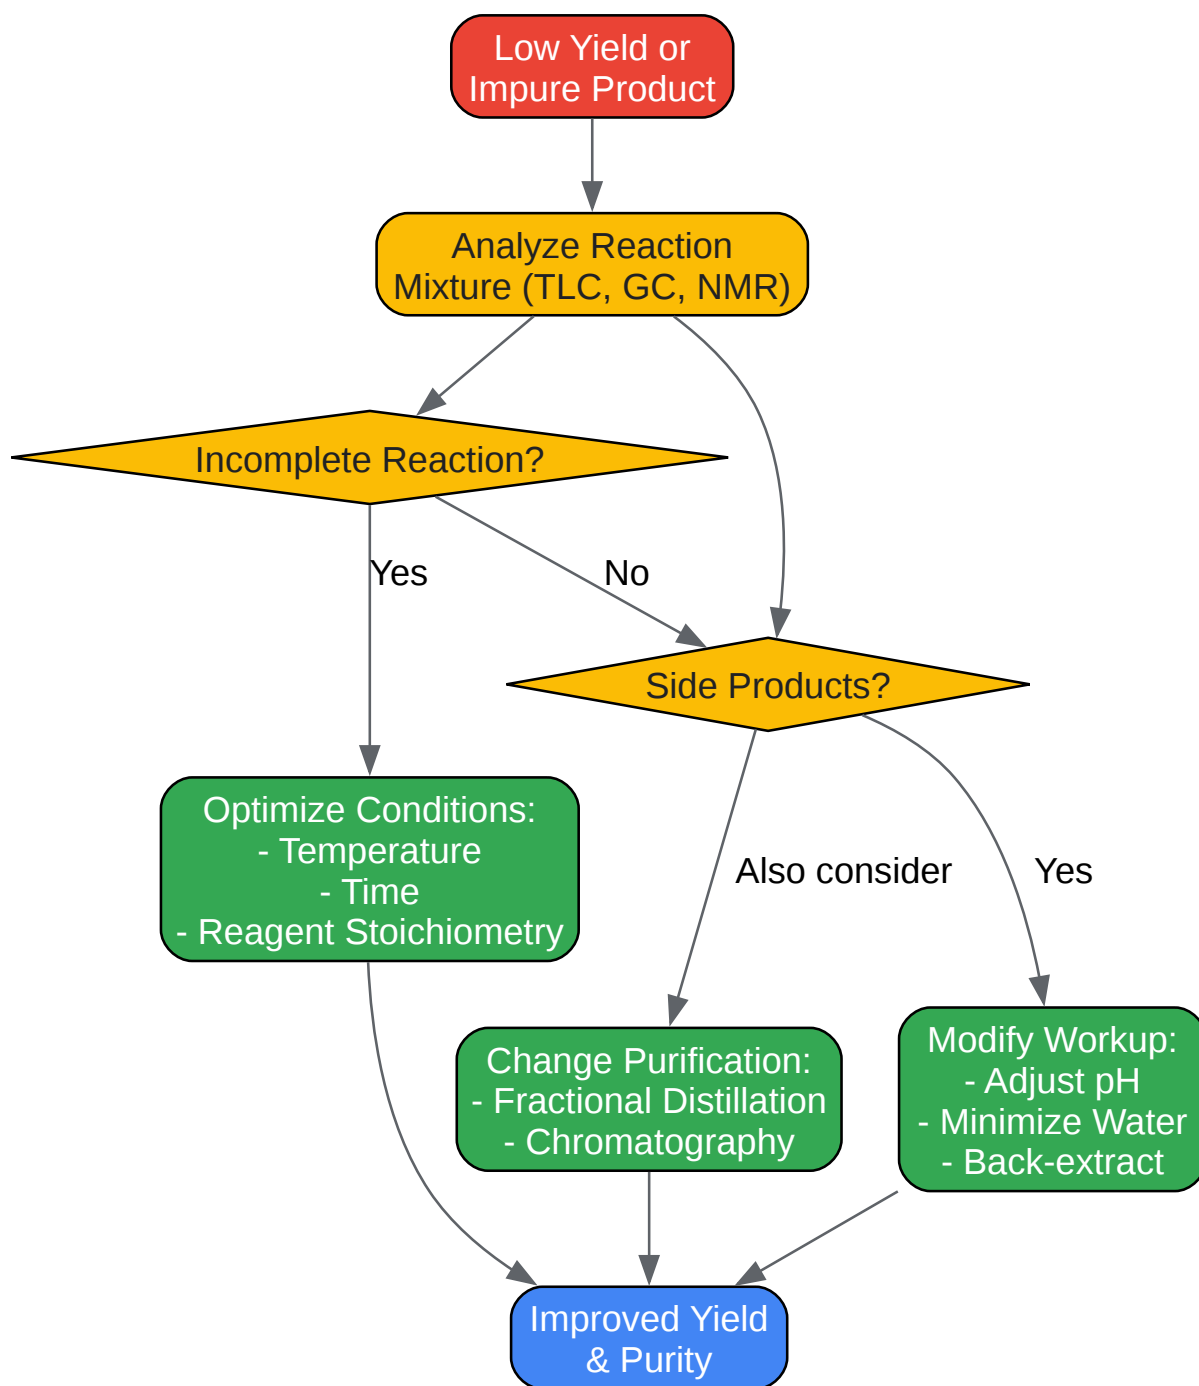 Low Yield or
Impure Product
Analyze Reaction
Mixture (TLC, GC, NMR)
Incomplete Reaction?
Yes
No
Side Products?
Optimize Conditions:
- Temperature
- Time
- Reagent Stoichiometry
Also consider
Yes
Change Purification:
- Fractional Distillation
- Chromatography
Modify Workup:
- Adjust pH
- Minimize Water
- Back-extract
Improved Yield
& Purity